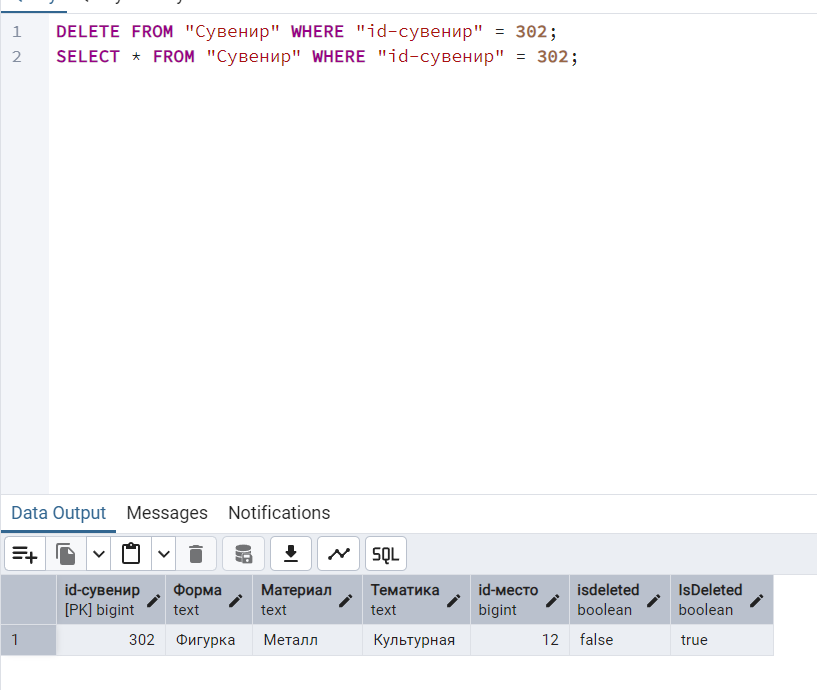 1 DELETE FROM "Сувенир" WHERE "id-сувенир" = 302;
2 SELECT * FROM "Сувенир" WHERE "id-сувенир" = 302;
Data Output Messages Notifications
SQL
id-сувенир Форма Материал Тематика id-место isdeleted IsDeleted
[PK] bigint text text text bigint boolean boolean
1 302 Фигурка Металл Культурная 12 false true